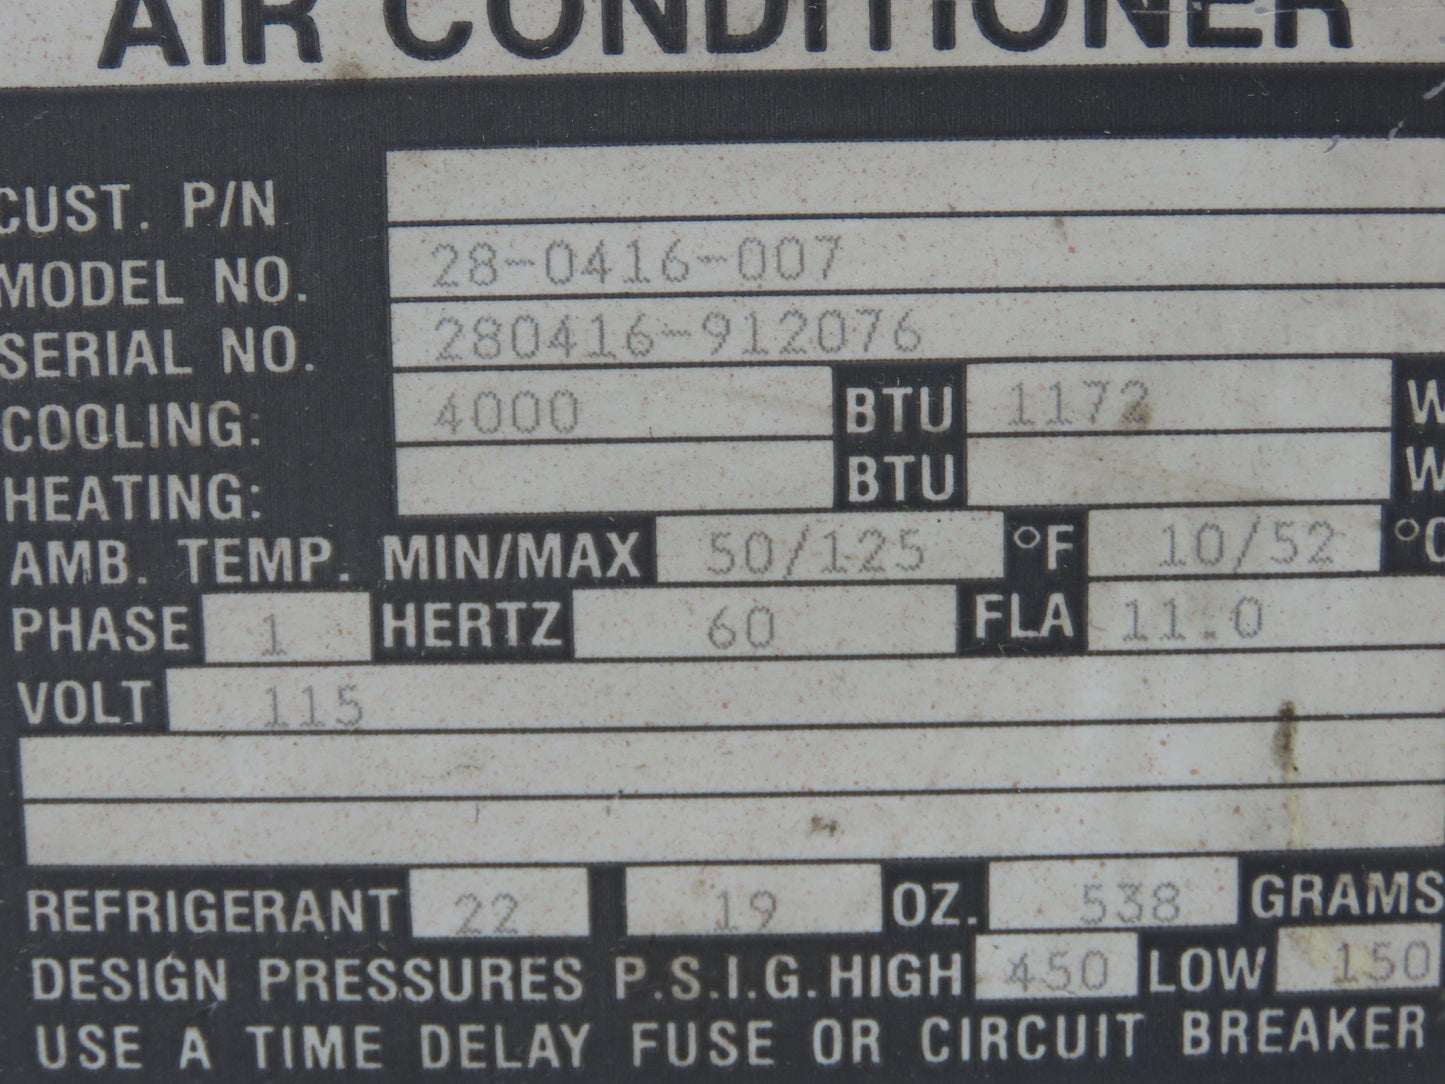 AIR CONDITIONER
CUST. P/N
MODEL NO. 28-0416-007
SERIAL NO. 280416-912076
COOLING: 4000 BTU 1172 W
HEATING: BTU W
AMB. TEMP. MIN/MAX 50/125 °F 10/52 °C
PHASE 1 HERTZ 60 FLA 11.0
VOLT 115
REFRIGERANT 22 19 OZ. 538 GRAMS
DESIGN PRESSURES P.S.I.G. HIGH 450 LOW 150
USE A TIME DELAY FUSE OR CIRCUIT BREAKER